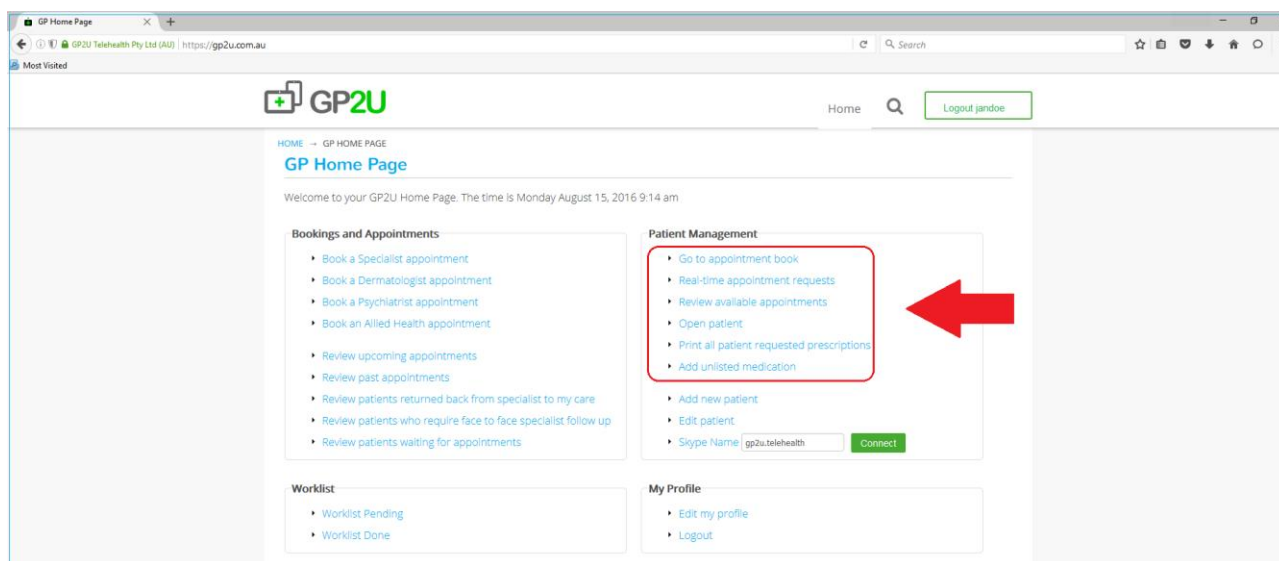 GP Home Page
GP2U Telehealth Pty Ltd (AU) https://gp2u.com.au
Search
Most Visited
GP2U
Home
Logout jandoe
HOME → GP HOME PAGE
GP Home Page
Welcome to your GP2U Home Page. The time is Monday August 15, 2016 9:14 am
Bookings and Appointments
Book a Specialist appointment
Book a Dermatologist appointment
Book a Psychiatrist appointment
Book an Allied Health appointment
Review upcoming appointments
Review past appointments
Review patients returned back from specialist to my care
Review patients who require face to face specialist follow up
Review patients waiting for appointments
Patient Management
Go to appointment book
Real-time appointment requests
Review available appointments
Open patient
Print all patient requested prescriptions
Add unlisted medication
Add new patient
Edit patient
Skype Name gp2u.telehealth Connect
Worklist
Worklist Pending
Worklist Done
My Profile
Edit my profile
Logout